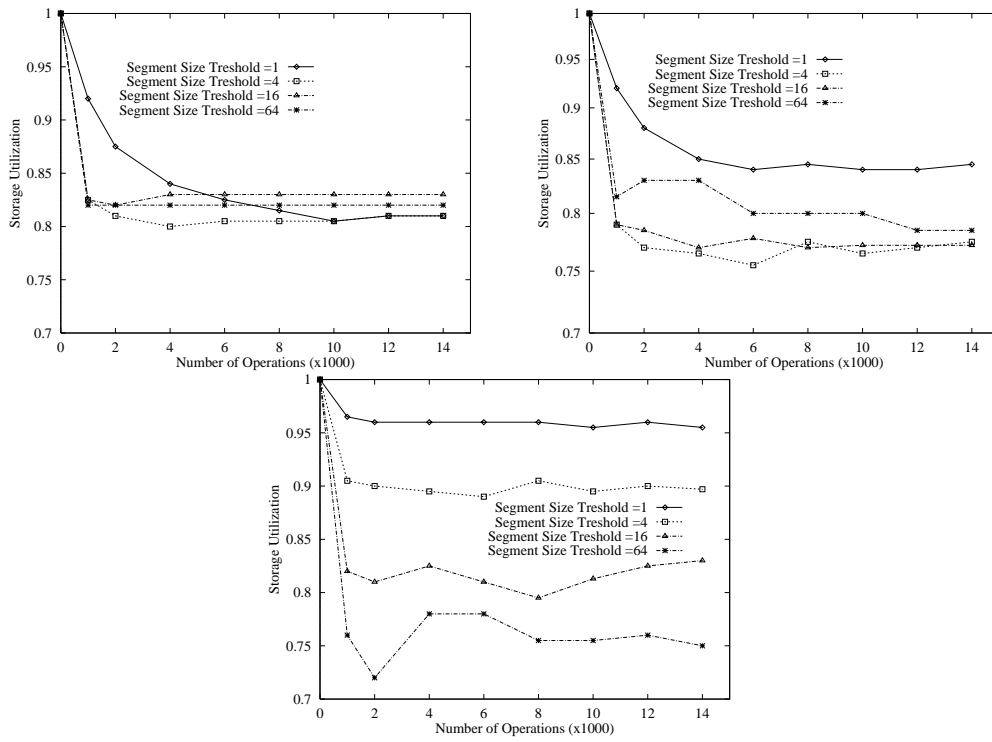 1
0.95
0.9
0.85
0.8
0.75
0.7
Storage Utilization
Segment Size Treshold =1
Segment Size Treshold =4
Segment Size Treshold =16
Segment Size Treshold =64
0 2 4 6 8 10 12 14
Number of Operations (x1000)
1
0.95
0.9
0.85
0.8
0.75
0.7
Storage Utilization
Segment Size Treshold =1
Segment Size Treshold =4
Segment Size Treshold =16
Segment Size Treshold =64
0 2 4 6 8 10 12 14
Number of Operations (x1000)
1
0.95
0.9
0.85
0.8
0.75
0.7
Storage Utilization
Segment Size Treshold =1
Segment Size Treshold =4
Segment Size Treshold =16
Segment Size Treshold =64
0 2 4 6 8 10 12 14
Number of Operations (x1000)